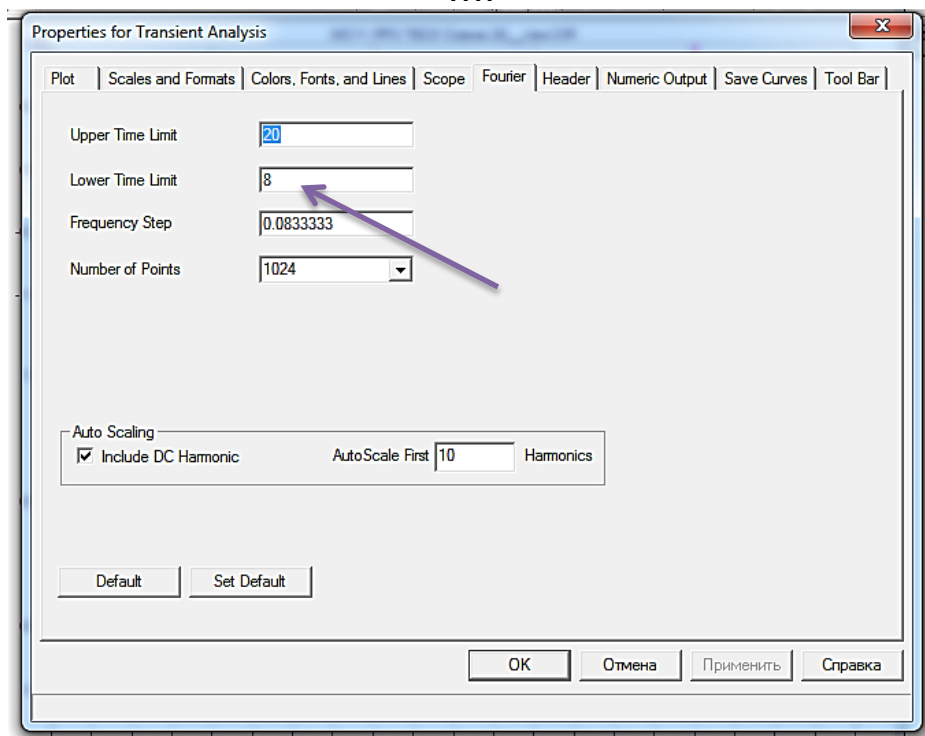 Properties for Transient Analysis
Plot Scales and Formats Colors, Fonts, and Lines Scope Fourier Header Numeric Output Save Curves Tool Bar
Upper Time Limit 20
Lower Time Limit 8
Frequency Step 0.0833333
Number of Points 1024
Auto Scaling
Include DC Harmonic AutoScale First 10 Harmonics
Default Set Default
OK Отмена Применить Справка